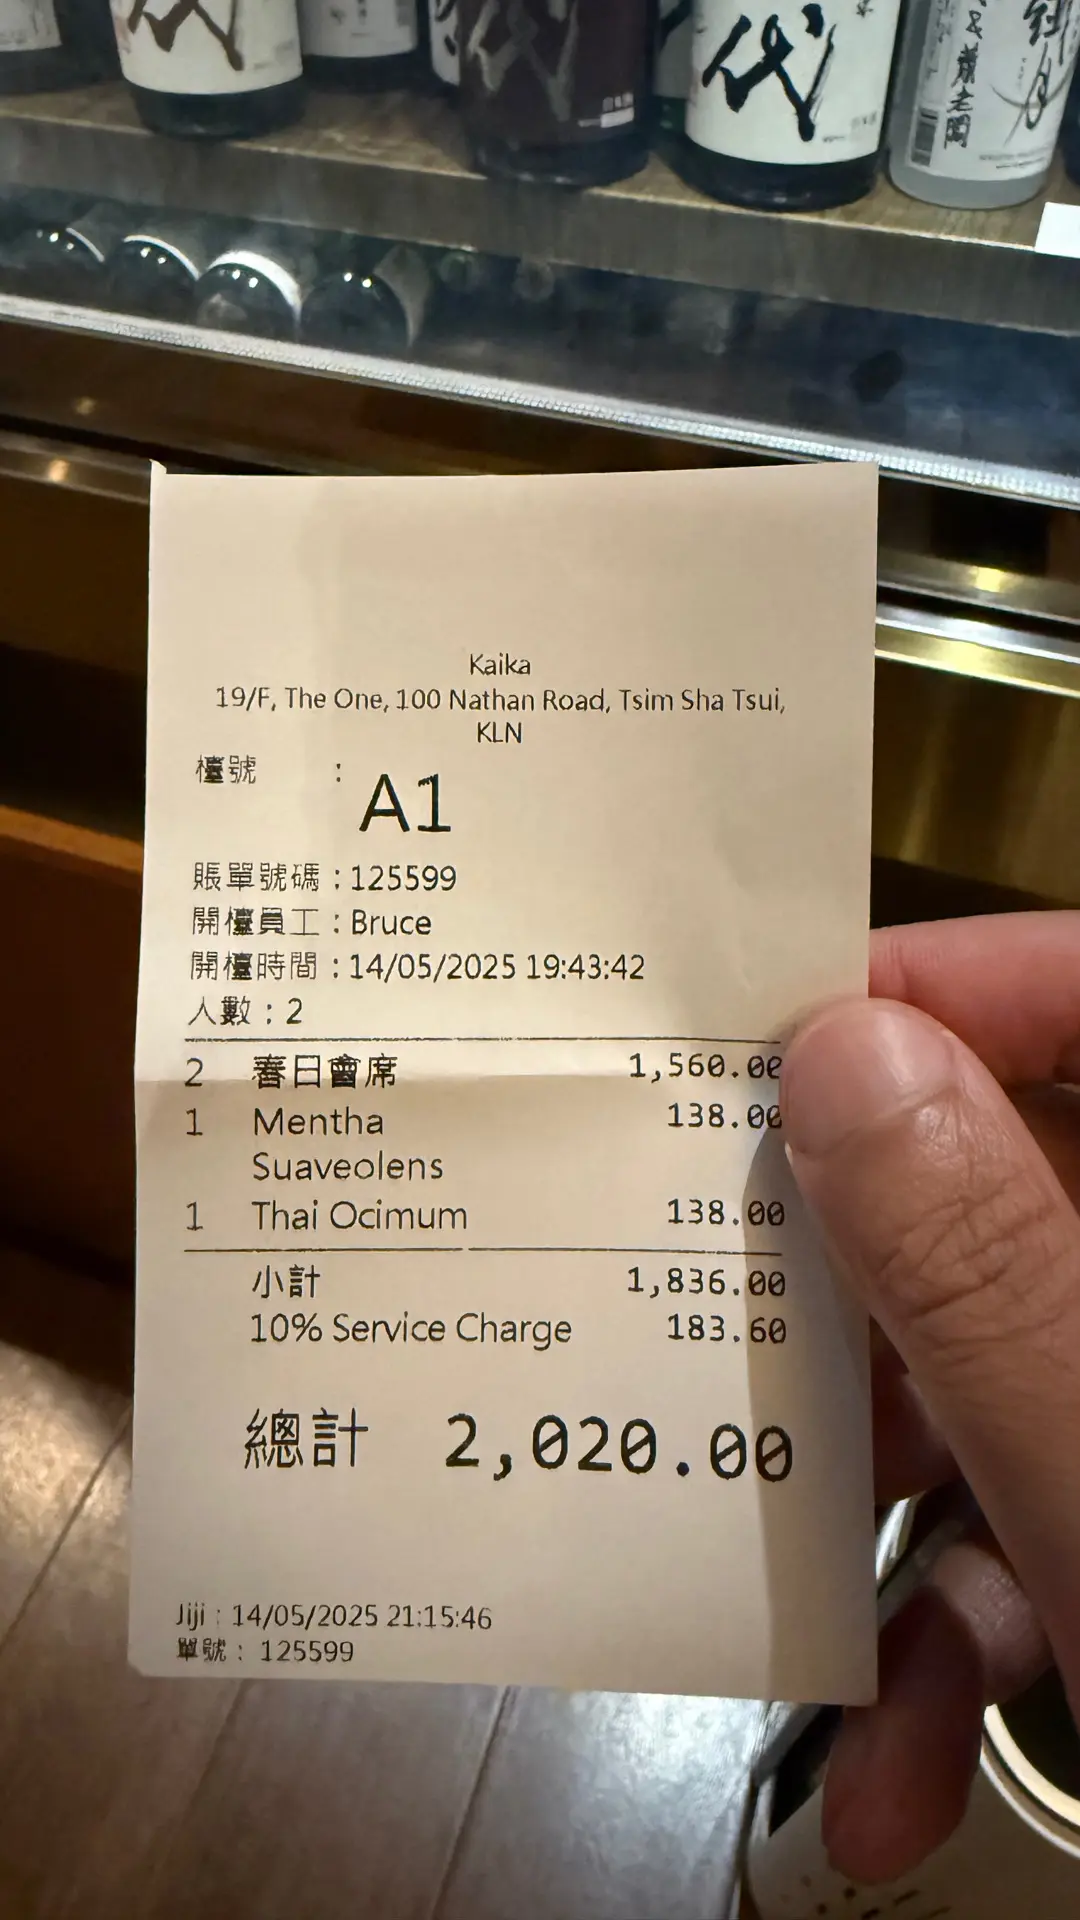 代
代
Kaika
19/F, The One, 100 Nathan Road, Tsim Sha Tsui,
KLN
檯號 : A1
賬單號碼 : 125599
開檯員工 : Bruce
開檯時間 : 14/05/2025 19:43:42
人數 : 2
2 春日會席 1,560.00
1 Mentha 138.00
Suaveolens
1 Thai Ocimum 138.00
小計 1,836.00
10% Service Charge 183.60
總計 2,020.00
Jiji : 14/05/2025 21:15:46
單號 : 125599